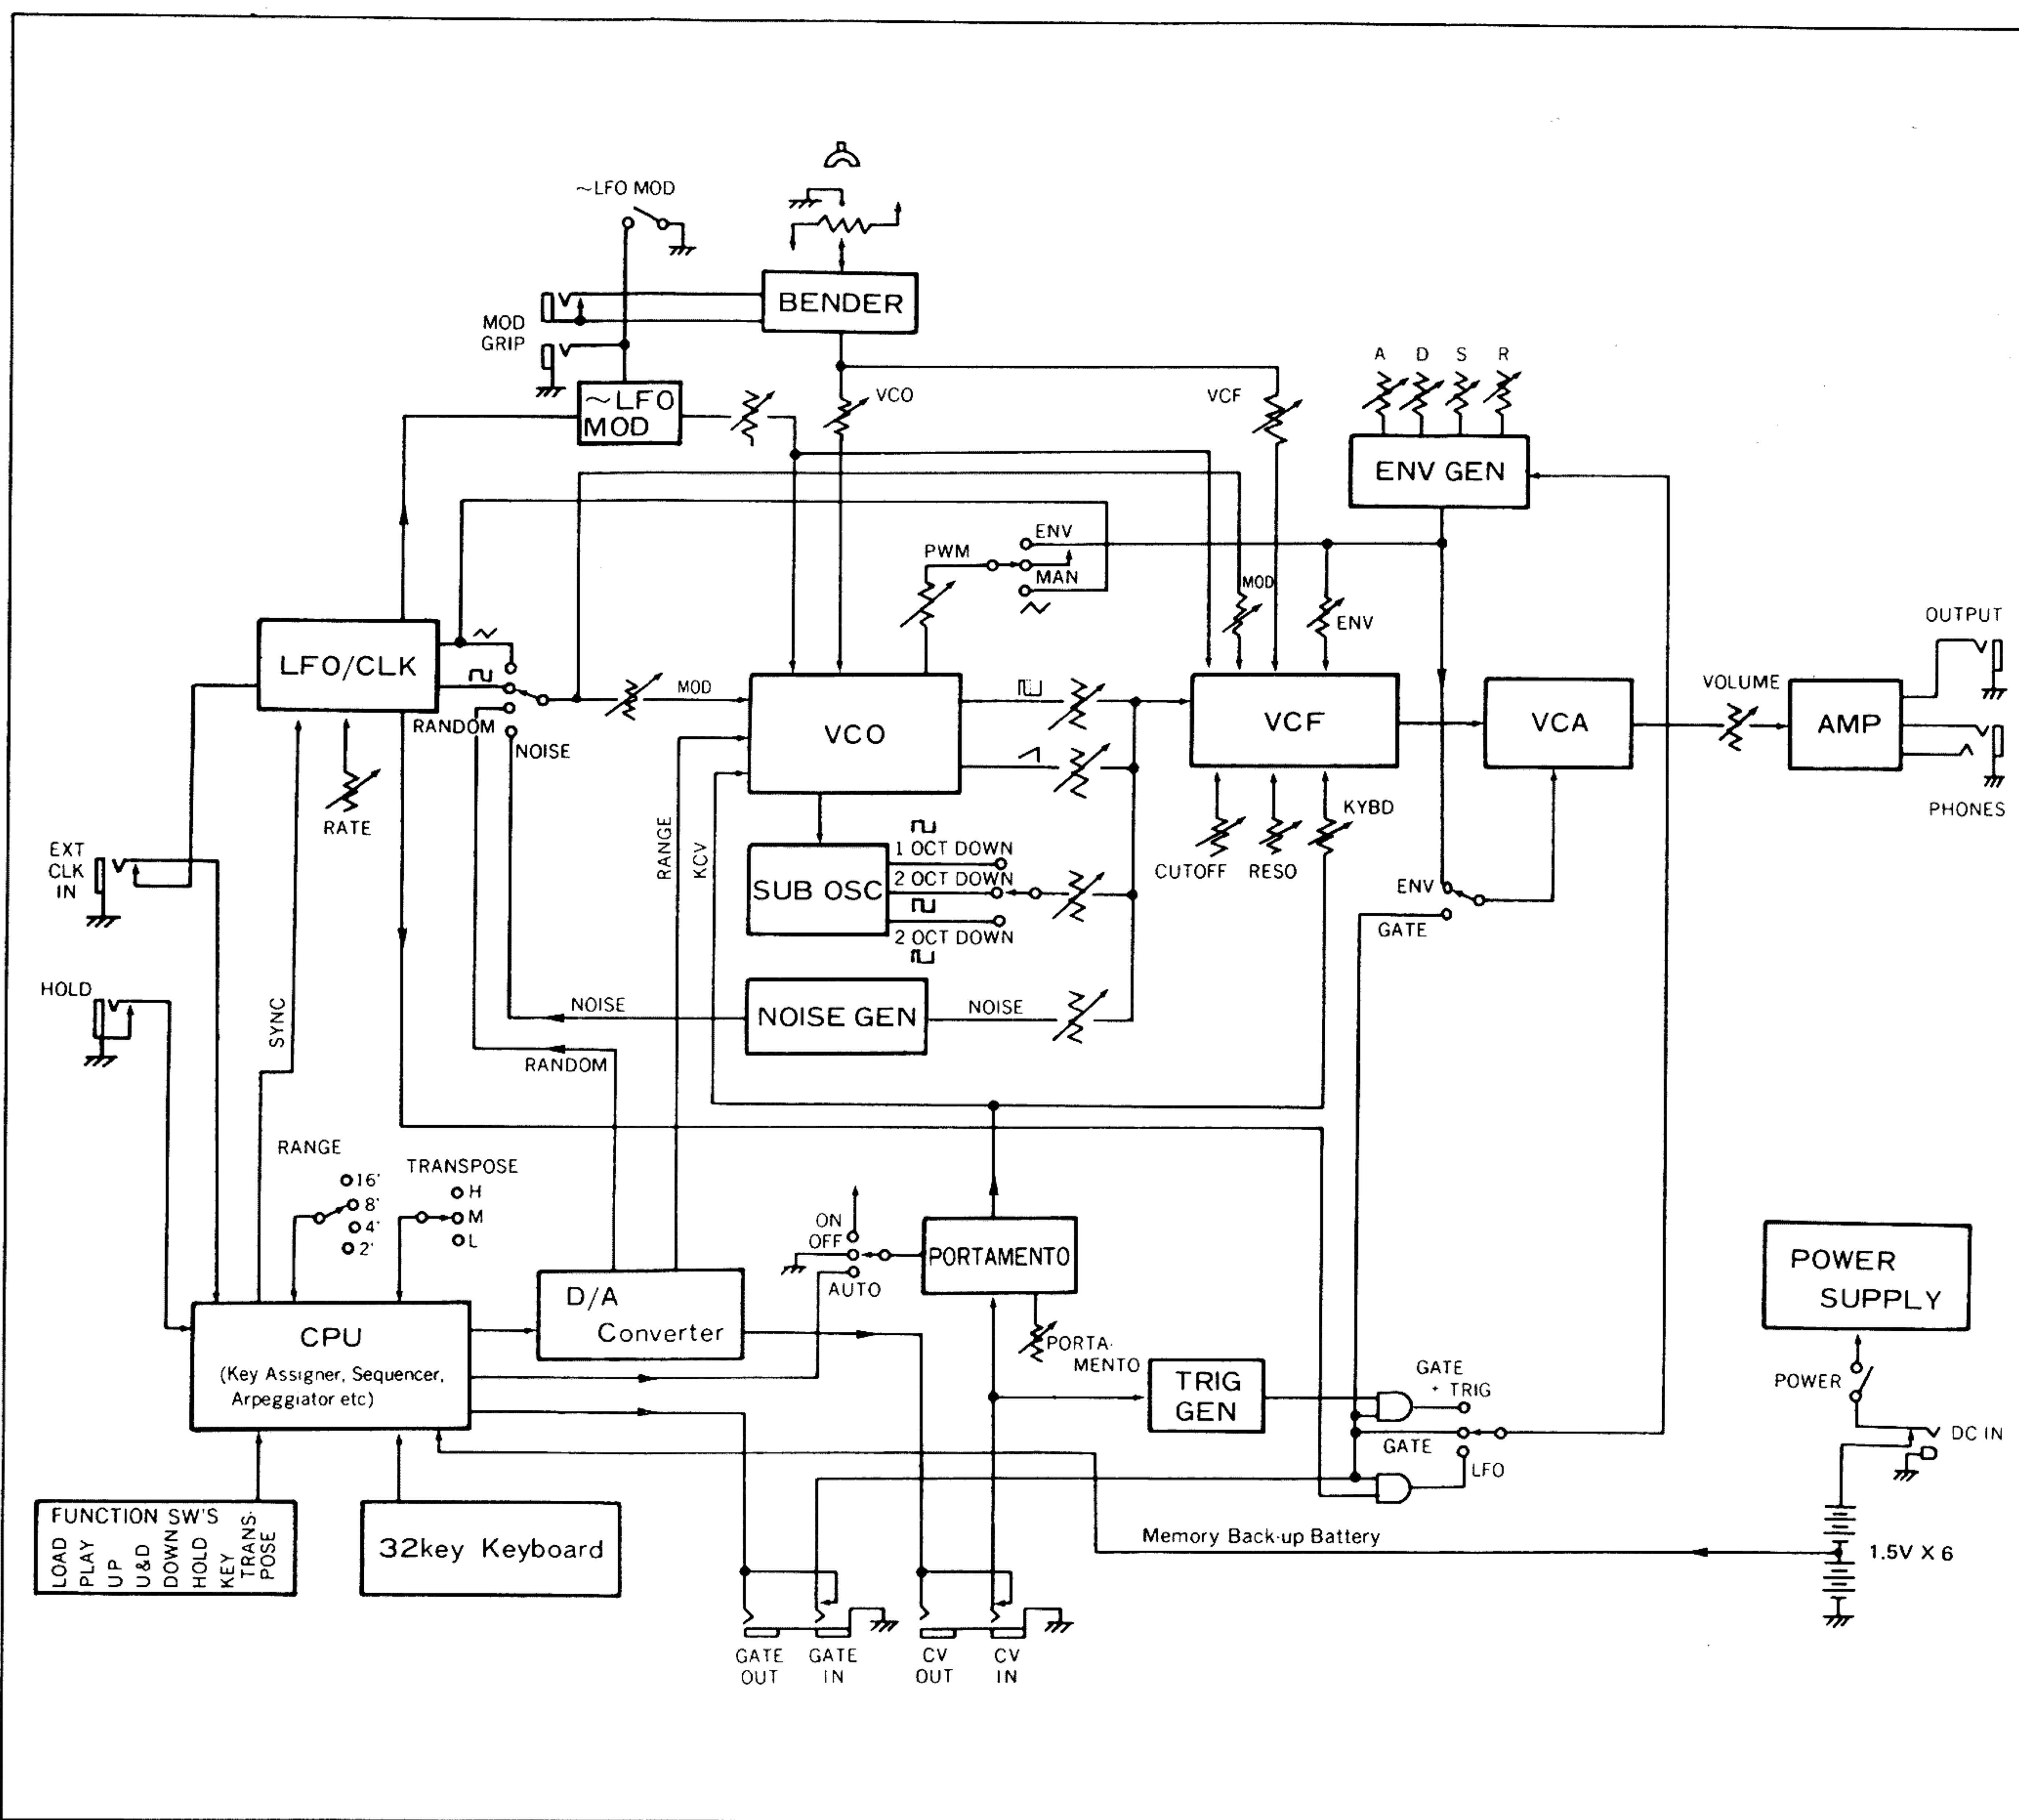 ~LFO MOD
BENDER
MOD
GRIP
~LFO
MOD
VCO
VCF
A D S R
ENV GEN
PWM
ENV
MAN
MOD
ENV
LFO/CLK
RANDOM
NOISE
MOD
VCO
VCF
VCA
VOLUME
AMP
OUTPUT
PHONES
RATE
EXT
CLK
IN
HOLD
SYNC
RANGE
KCV
SUB OSC
1 OCT DOWN
2 OCT DOWN
2 OCT DOWN
CUTOFF
RESO
KYBD
ENV
GATE
NOISE
NOISE GEN
NOISE
RANDOM
RANGE
16'
8'
4'
2'
TRANSPOSE
H
M
L
ON
OFF
AUTO
PORTAMENTO
PORTA-
MENTO
D/A
Converter
CPU
(Key Assigner, Sequencer,
Arpeggiator etc)
TRIG
GEN
GATE
+ TRIG
GATE
LFO
POWER
SUPPLY
POWER
DC IN
1.5V X 6
Memory Back-up Battery
FUNCTION SW'S
LOAD
PLAY
UP
U&D
DOWN
HOLD
KEY
TRANS-
POSE
32key Keyboard
GATE
OUT
GATE
IN
CV
OUT
CV
IN